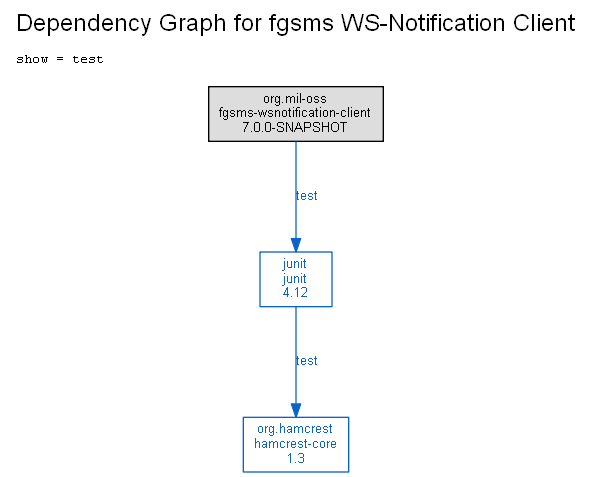 Dependency Graph for fgsms WS-Notification Client
show = test
org.mil-oss
fgsms-wsnotification-client
7.0.0-SNAPSHOT
test
junit
junit
4.12
test
org.hamcrest
hamcrest-core
1.3